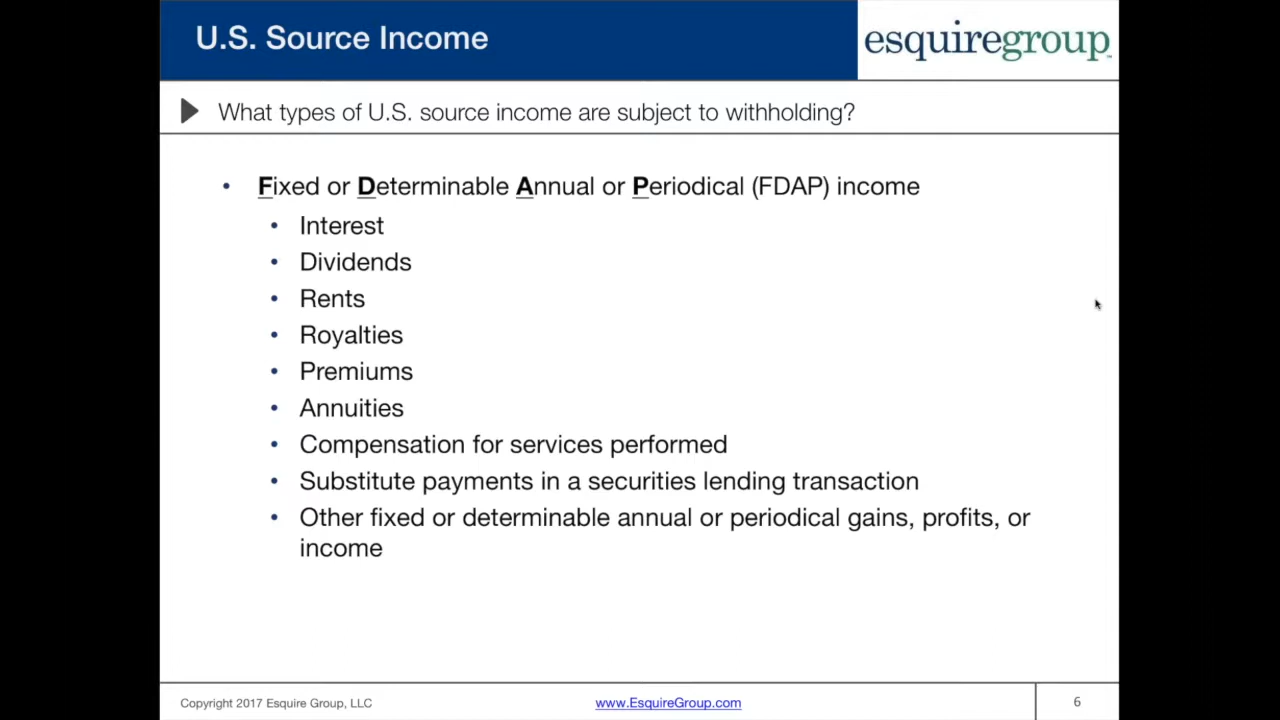 U.S. Source Income
esquiregroup
What types of U.S. source income are subject to withholding?
• Fixed or Determinable Annual or Periodical (FDAP) income
• Interest
• Dividends
• Rents
• Royalties
• Premiums
• Annuities
• Compensation for services performed
• Substitute payments in a securities lending transaction
• Other fixed or determinable annual or periodical gains, profits, or
income
Copyright 2017 Esquire Group, LLC
www.EsquireGroup.com
6